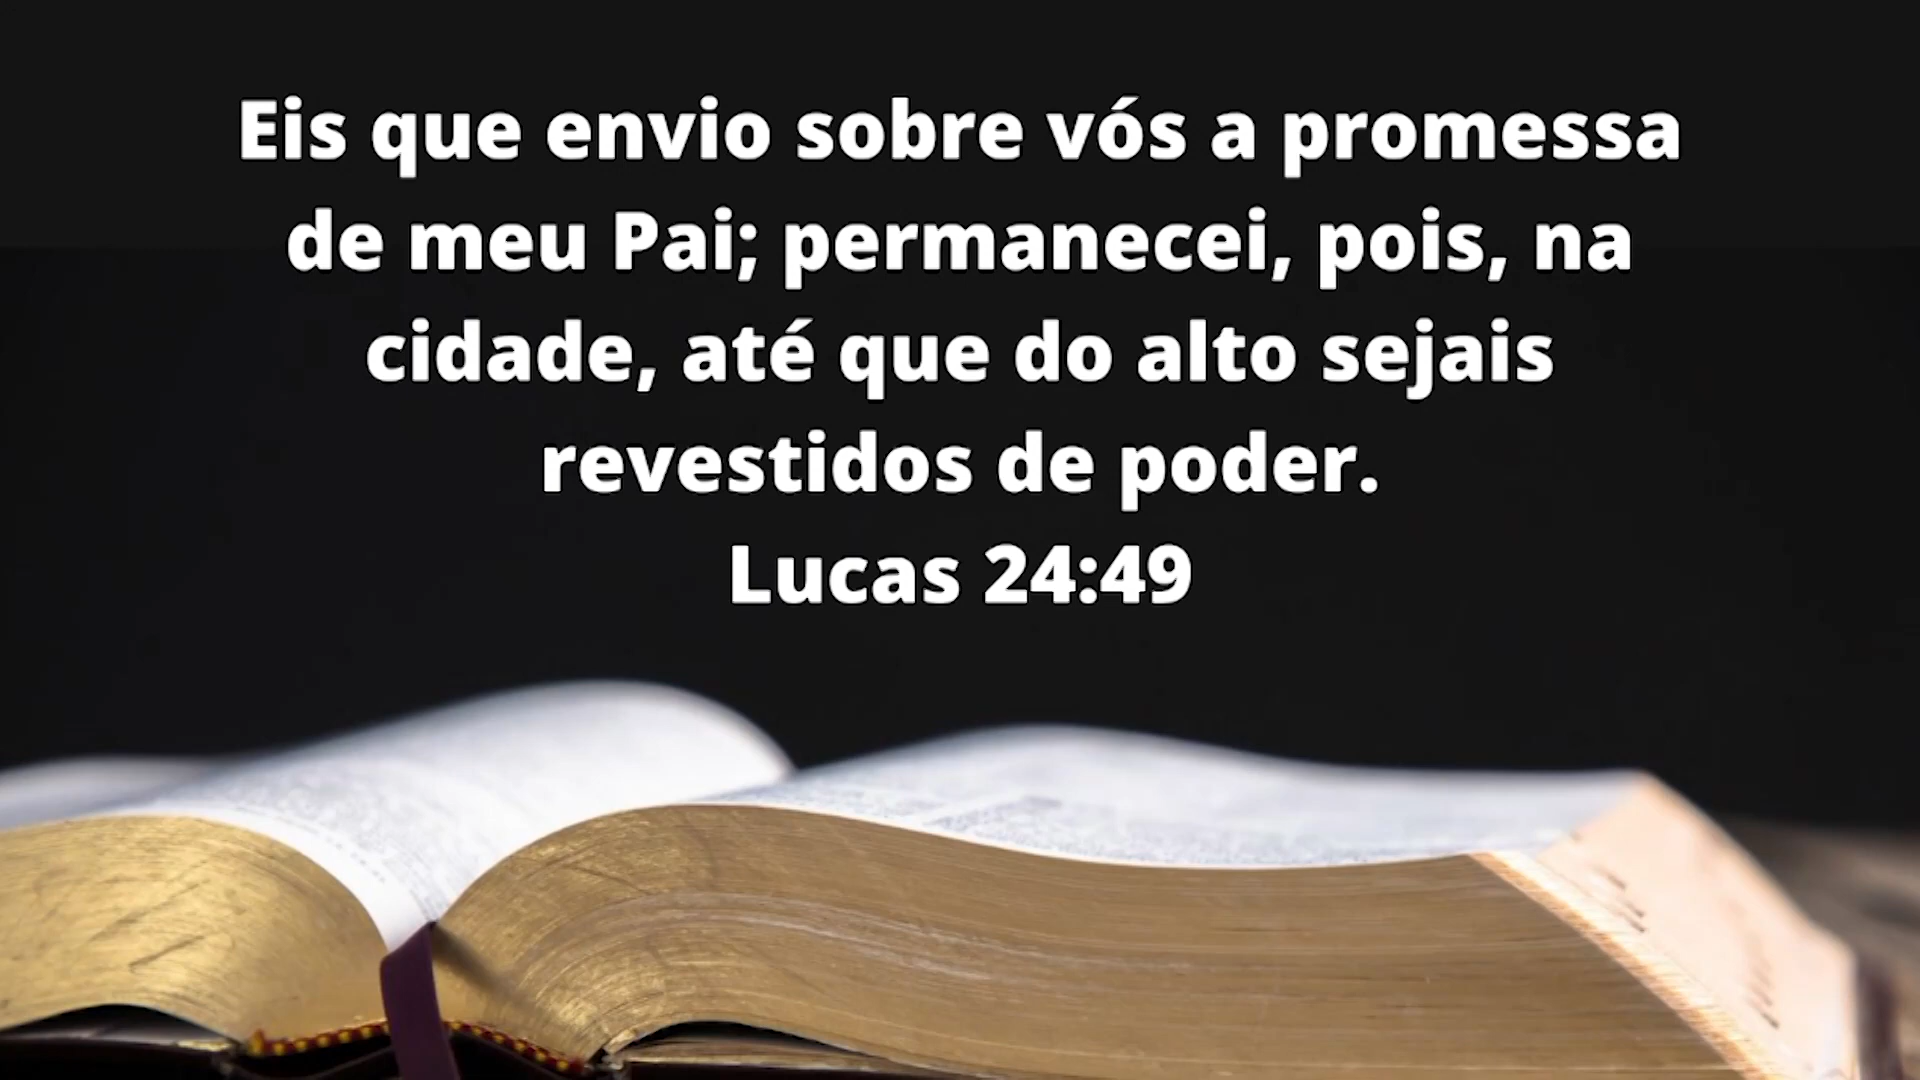 Eis que envio sobre vós a promessa
de meu Pai; permanecei, pois, na
cidade, até que do alto sejais
revestidos de poder.
Lucas 24:49